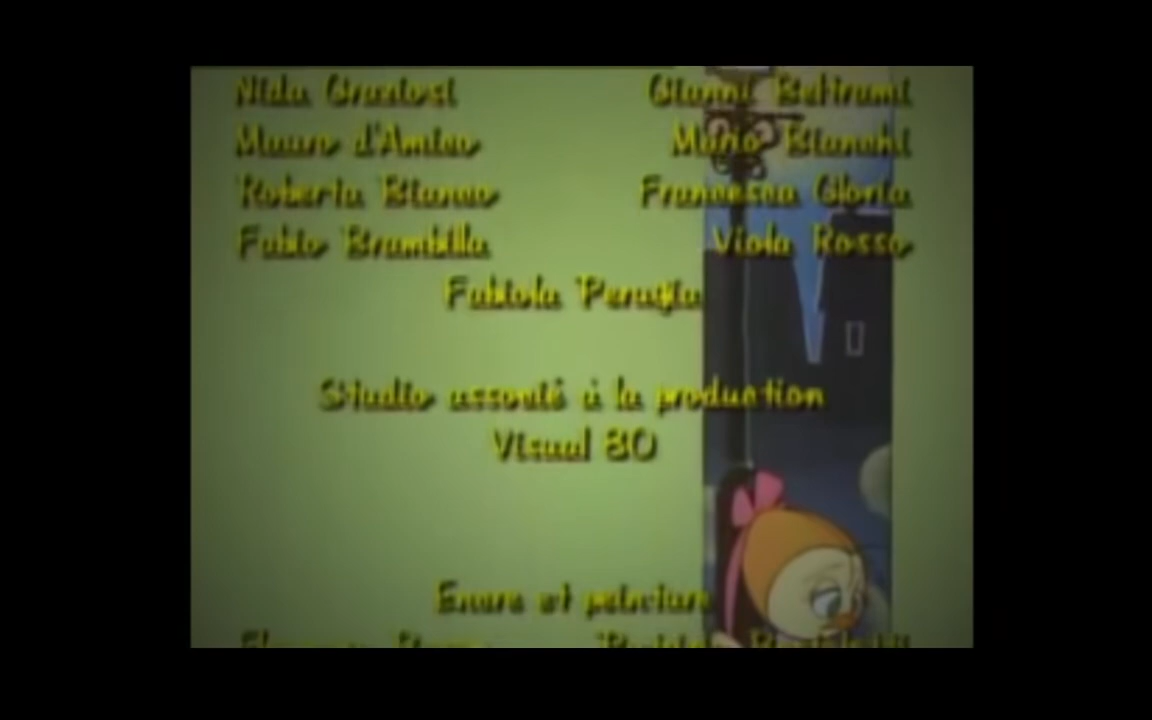 Nida Graziosi Gianni Beltrami
Mauro d'Amico Mario Bianchi
Roberta Bianco Francesca Gloria
Fabio Brambilla Viola Rosso
Fabiola Perugia
Studio associé à la production
Visual 80
Encre et peinture